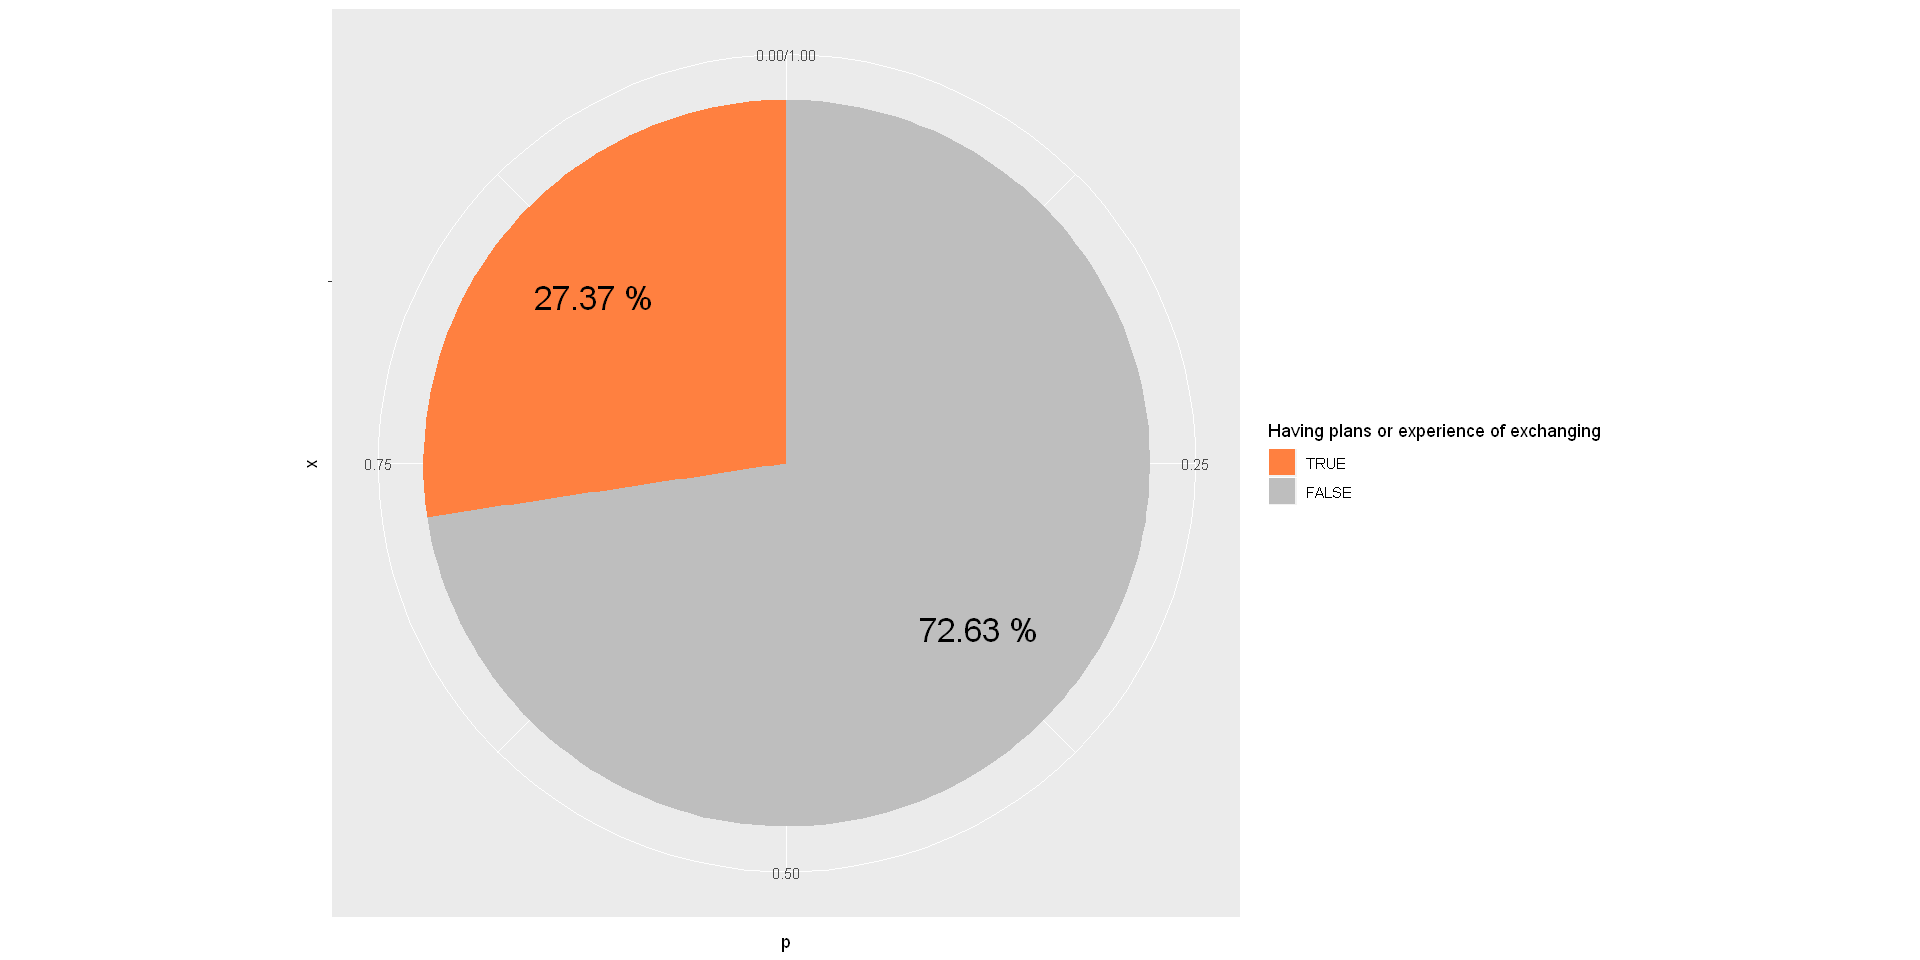 0.00/1.00
27.37 %
Having plans or experience of exchanging
TRUE
FALSE
x
0.75
0.25
72.63 %
0.50
p